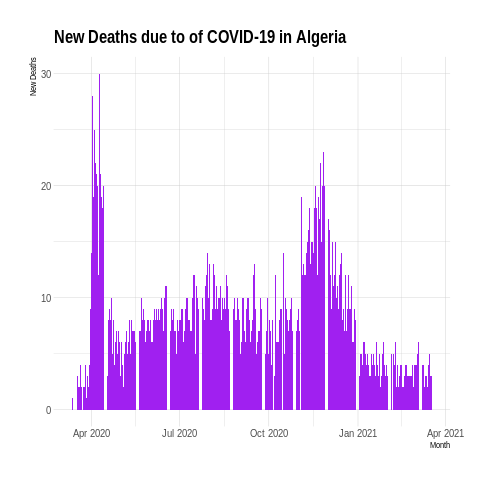 New Deaths due to of COVID-19 in Algeria
New Deaths
30
20
10
0
Apr 2020 Jul 2020 Oct 2020 Jan 2021 Apr 2021
Month